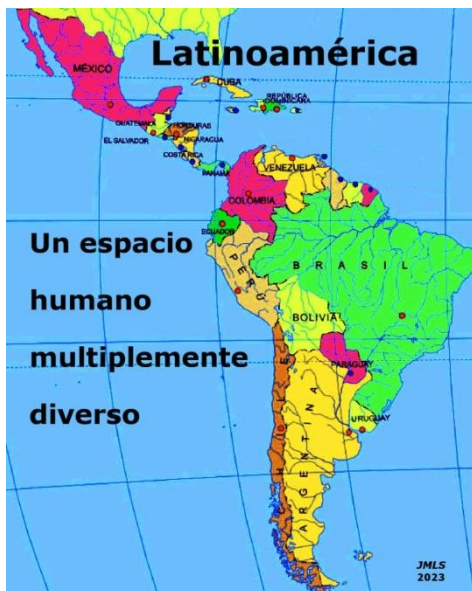 Latinoamérica
MÉXICO
CUBA
REPÚBLICA
DOMINICANA
GUATEMALA
HONDURAS
EL SALVADOR
NICARAGUA
COSTA RICA
PANAMÁ
VENEZUELA
COLOMBIA
ECUADOR
Un espacio
humano
multiplemente
diverso
PERÚ
BRASIL
BOLIVIA
PARAGUAY
CHILE
ARGENTINA
URUGUAY
JMLS
2023